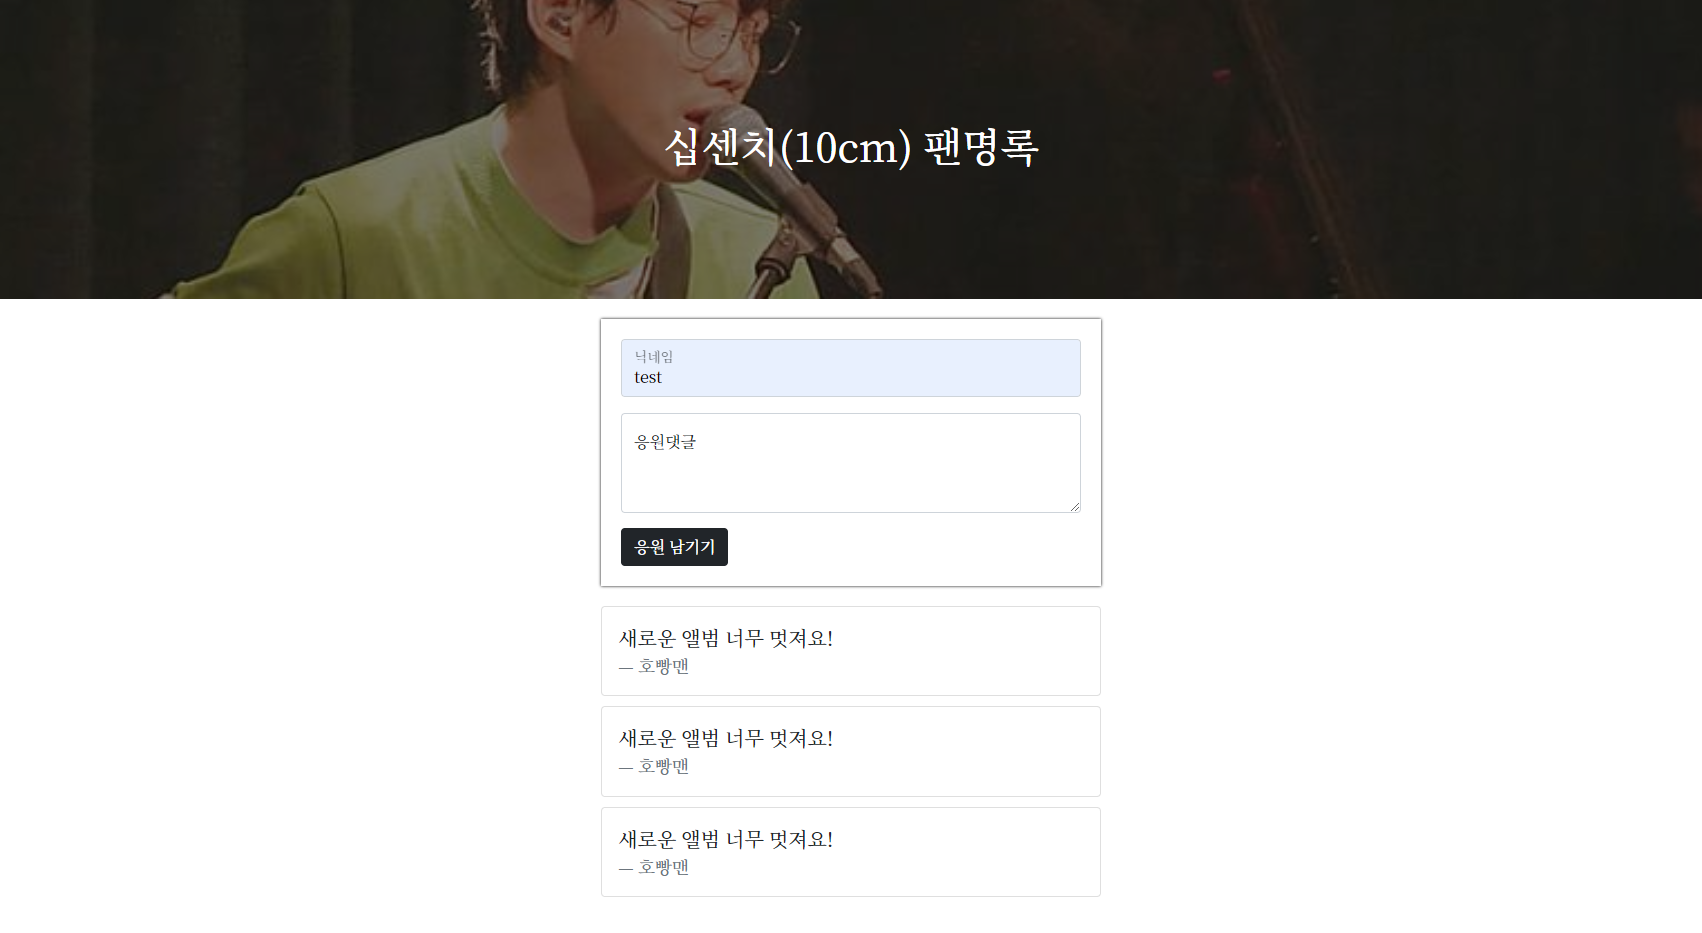 십센치(10cm) 팬명록
닉네임
test
응원댓글
응원 남기기
새로운 앨범 너무 멋져요!
— 호빵맨
새로운 앨범 너무 멋져요!
— 호빵맨
새로운 앨범 너무 멋져요!
— 호빵맨